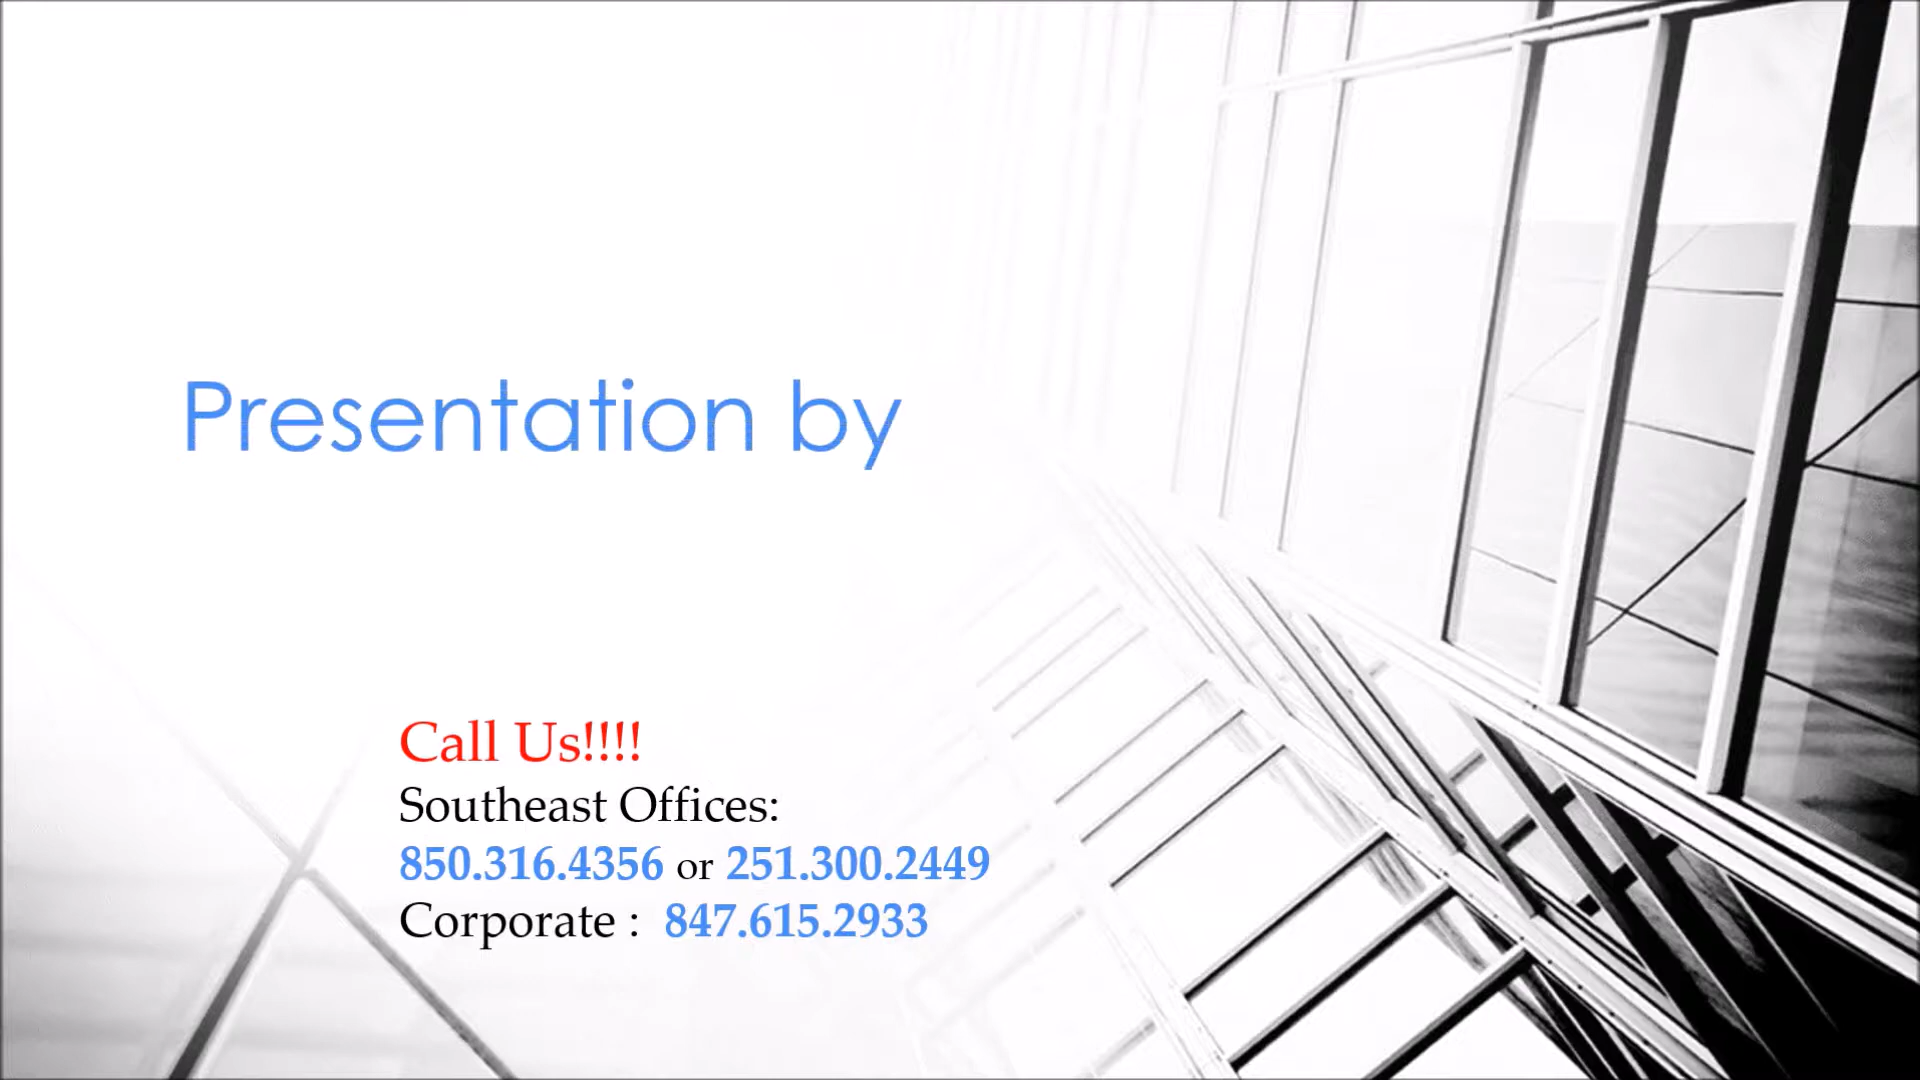 Presentation by
Call Us!!!!
Southeast Offices:
850.316.4356 or 251.300.2449
Corporate :  847.615.2933